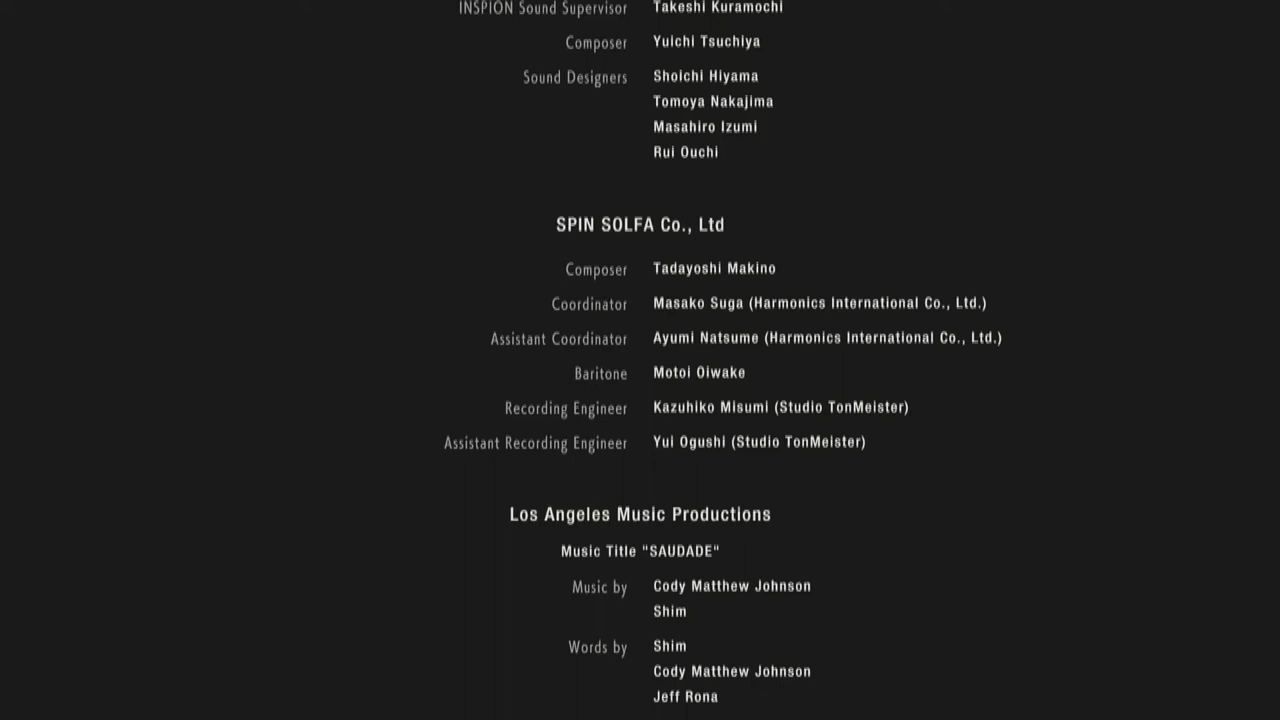 INSPION Sound Supervisor Takeshi Kuramochi
Composer Yuichi Tsuchiya
Sound Designers Shoichi Hiyama
Tomoya Nakajima
Masahiro Izumi
Rui Ouchi
SPIN SOLFA Co., Ltd
Composer Tadayoshi Makino
Coordinator Masako Suga (Harmonics International Co., Ltd.)
Assistant Coordinator Ayumi Natsume (Harmonics International Co., Ltd.)
Baritone Motoi Oiwake
Recording Engineer Kazuhiko Misumi (Studio TonMeister)
Assistant Recording Engineer Yui Ogushi (Studio TonMeister)
Los Angeles Music Productions
Music Title "SAUDADE"
Music by Cody Matthew Johnson
Shim
Words by Shim
Cody Matthew Johnson
Jeff Rona